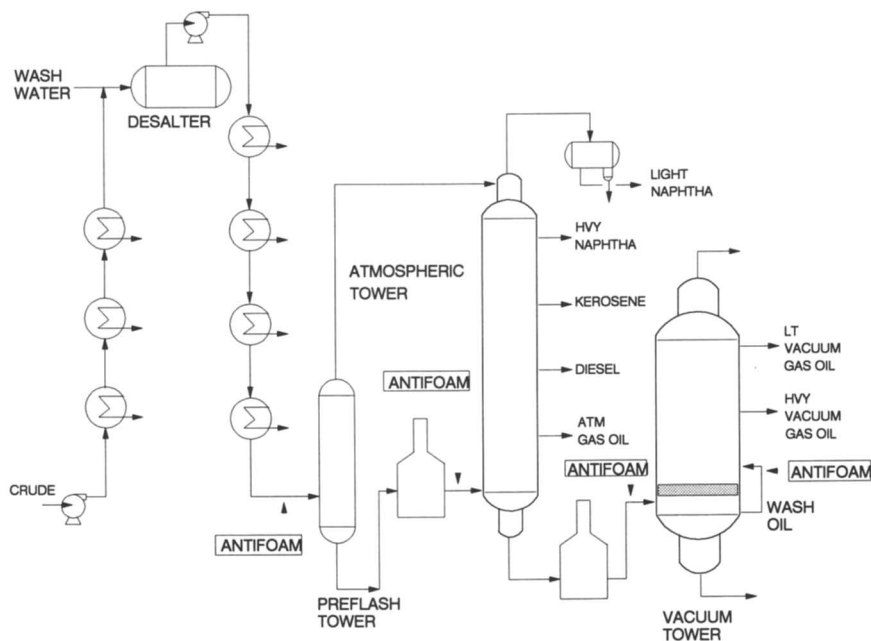 WASH
WATER
DESALTER
LIGHT
NAPHTHA
HVY
NAPHTHA
ATMOSPHERIC
TOWER
KEROSENE
LT
VACUUM
GAS OIL
DIESEL
ANTIFOAM
HVY
VACUUM
GAS OIL
ATM
GAS OIL
ANTIFOAM
ANTIFOAM
CRUDE
WASH
OIL
ANTIFOAM
PREFLASH
TOWER
VACUUM
TOWER